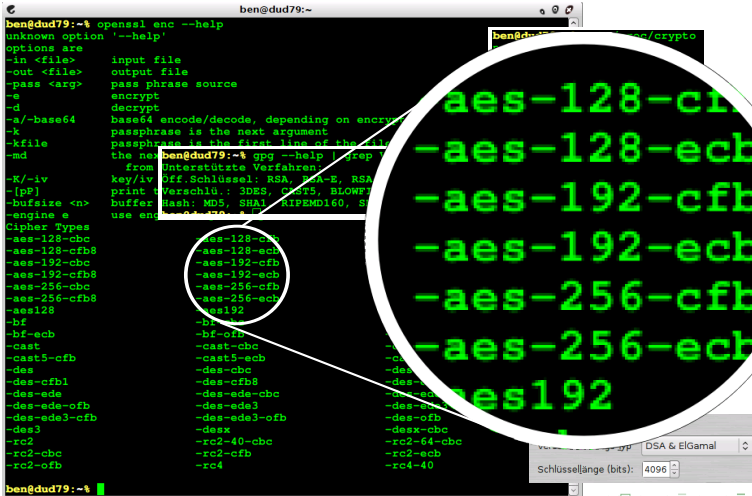 ben@dud79:~
ben@dud79:~% openssl enc --help
unknown option '--help'
options are
-in <file> input file
-out <file> output file
-pass <arg> pass phrase source
-e encrypt
-d decrypt
-a/-base64 base64 encode/decode, depending on
-k passphrase is the next argument
-kfile passphrase is the first line of the
-md the
from
-K/-iv
-[pP] print
-bufsize <n> buffer
-engine e use
Cipher Types
-aes-128-cbc -aes-128-cfb
-aes-128-cfb8 -aes-128-ecb
-aes-192-cbc -aes-192-cfb
-aes-192-cfb8 -aes-192-ecb
-aes-256-cbc -aes-256-cfb
-aes-256-cfb8 -aes-256-ecb
-aes128 -aes192
-bf
-bf-ecb -bf-ofb
-cast -cast-cbc
-cast5-cfb -cast5-ecb
-des -des-cbc
-des-cfb1 -des-cfb8
-des-ede -des-ede-cbc
-des-ede-ofb -des-ede3
-des-ede3-cfb -des-ede3-ofb
-des3 -desx -desx-cbc
-rc2 -rc2-40-cbc -rc2-64-cbc
-rc2-cbc -rc2-cfb -rc2-ecb
-rc2-ofb -rc4 -rc4-40
ben@dud79:~%
ben@dud79:~% gpg --help | grep
Unterstützte Verfahren:
Öff.Schlüssel: RSA, RSA-E,
Verschlü.: 3DES, CAST5,
Hash: MD5, SHA1, RIPEMD160,
-aes-128-cfb
-aes-128-ecb
-aes-192-cfb
-aes-192-ecb
-aes-256-cfb
-aes-256-ecb
aes192
DSA & ElGamal
Schlüssellänge (bits): 4096